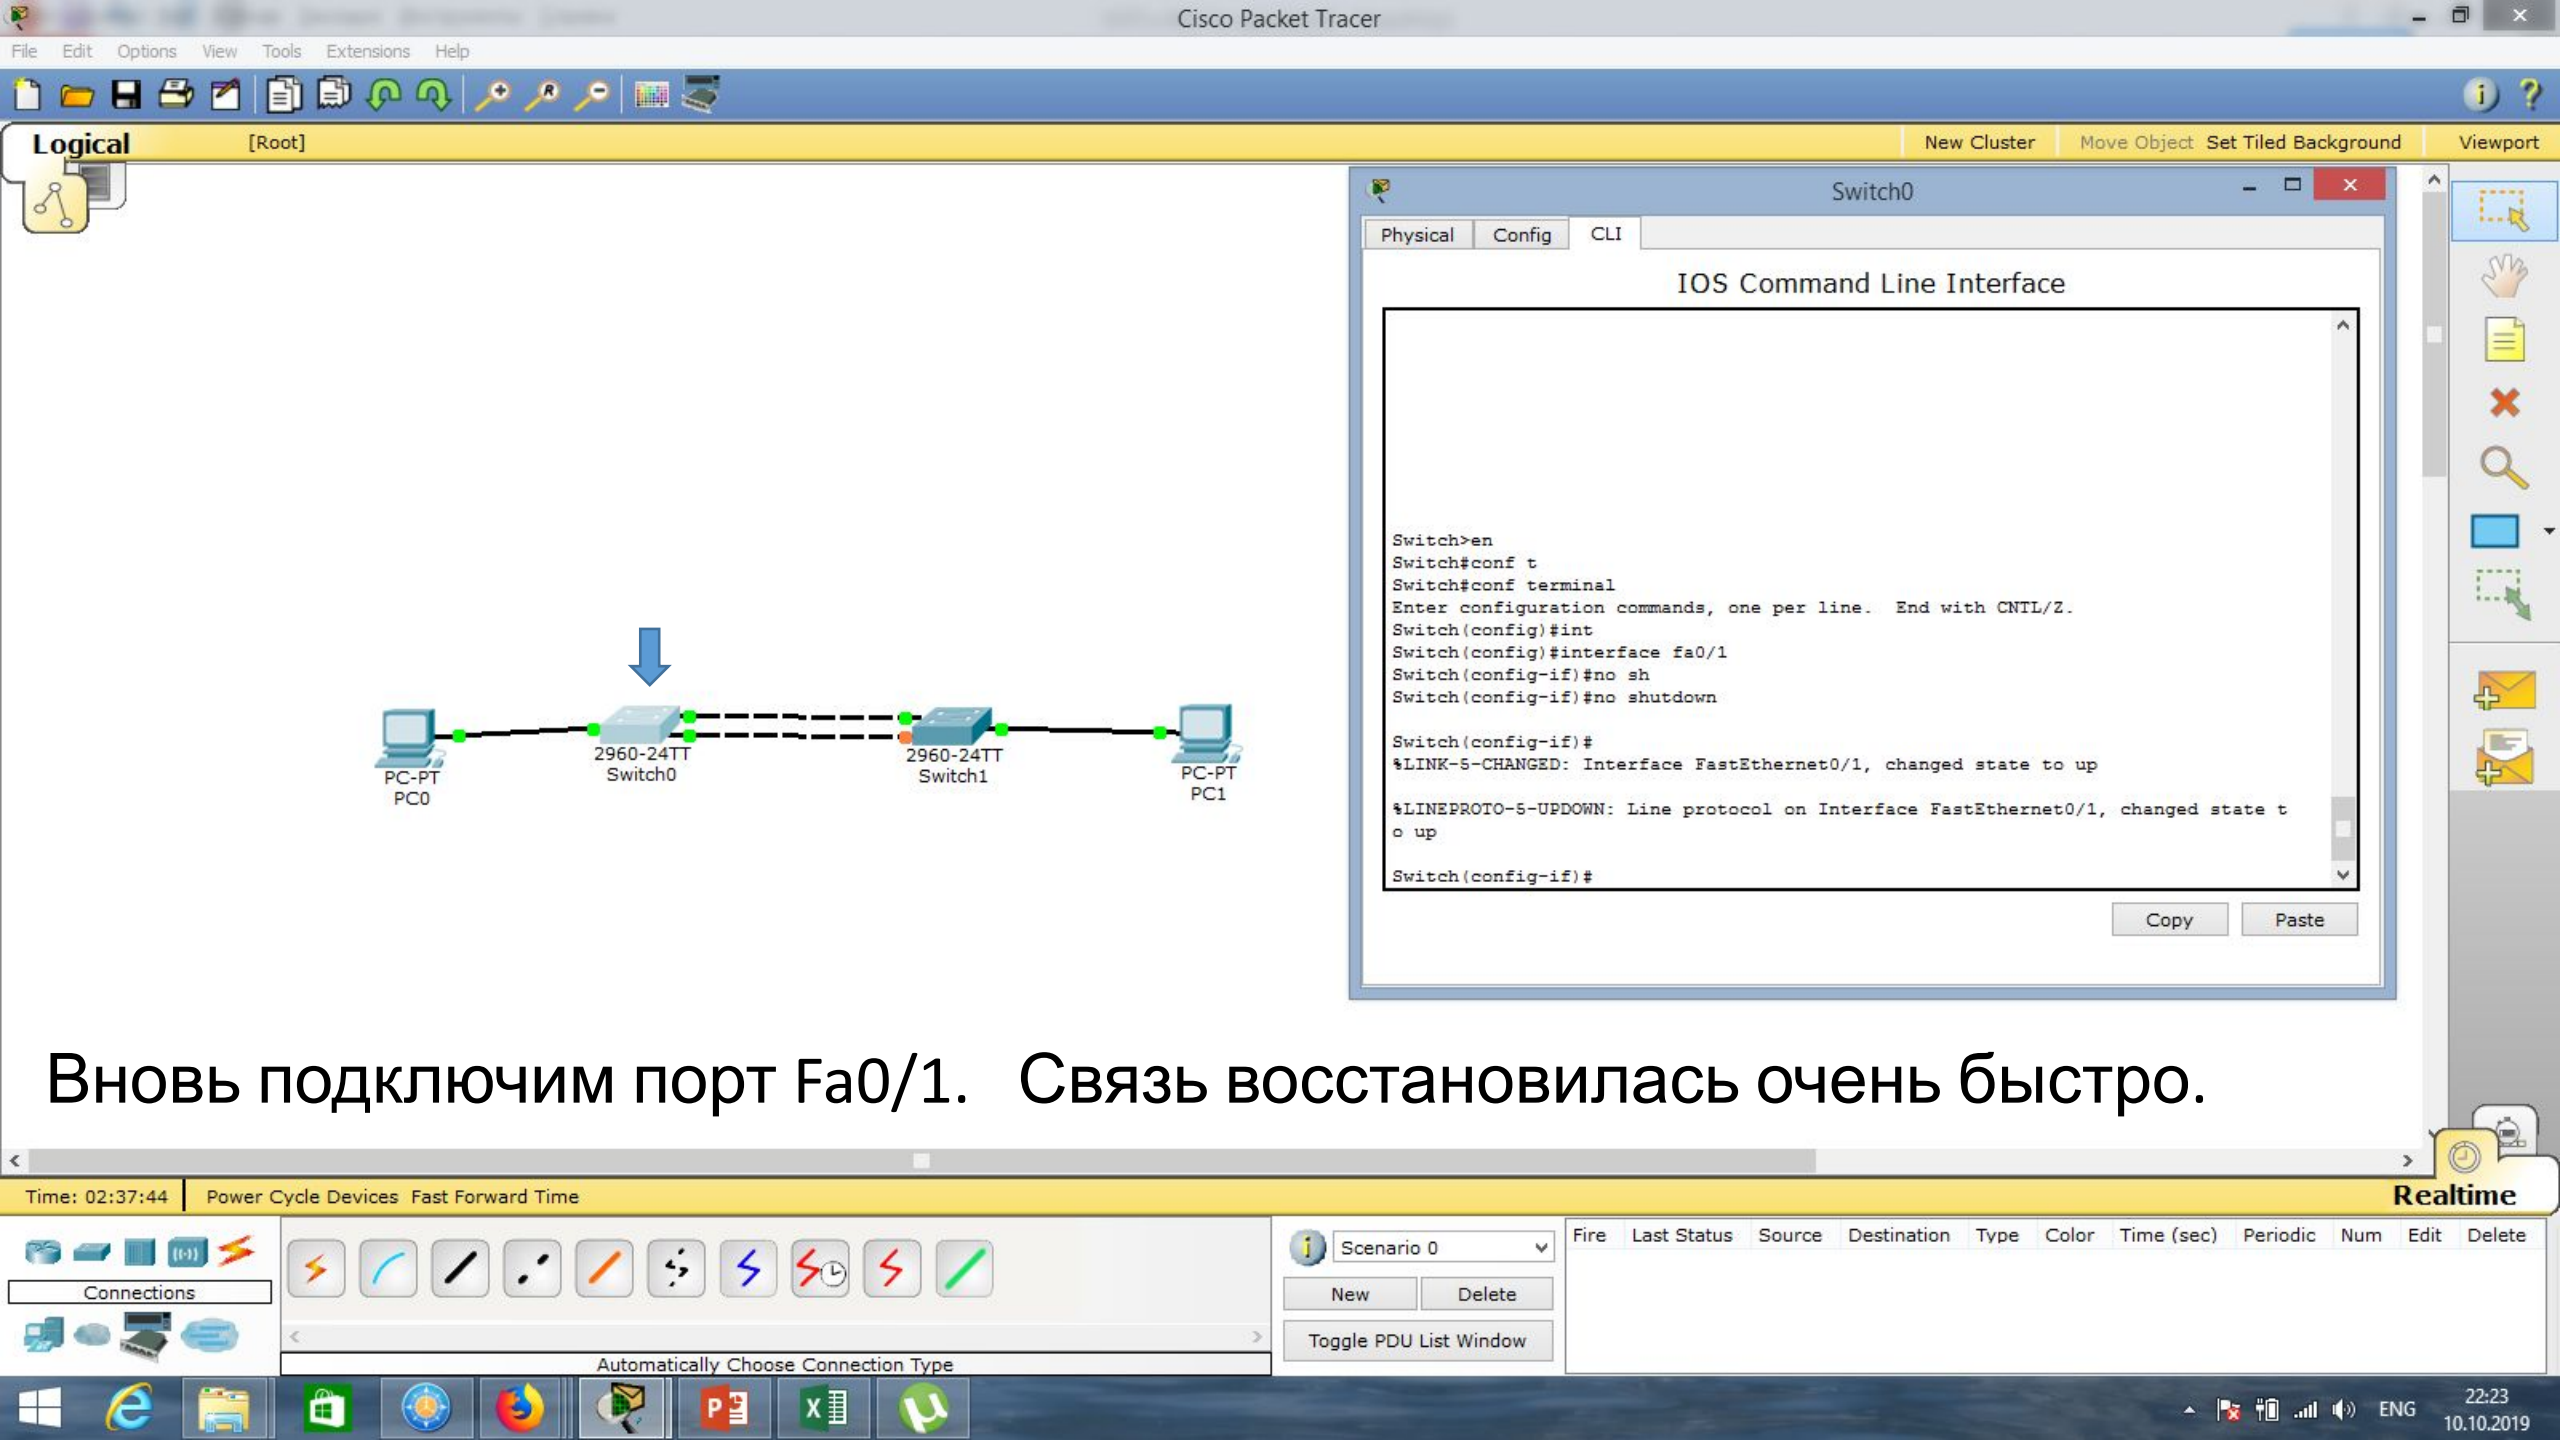 Cisco Packet Tracer
File Edit Options View Tools Extensions Help
Logical [Root] New Cluster Move Object Set Tiled Background Viewport
Switch0
Physical Config CLI
IOS Command Line Interface
Switch>en
Switch#conf t
Switch#conf terminal
Enter configuration commands, one per line. End with CNTL/Z.
Switch(config)#int
Switch(config)#interface fa0/1
Switch(config-if)#no sh
Switch(config-if)#no shutdown
Switch(config-if)#
%LINK-5-CHANGED: Interface FastEthernet0/1, changed state to up
%LINEPROTO-5-UPDOWN: Line protocol on Interface FastEthernet0/1, changed state t
o up
Switch(config-if)#
Copy Paste
PC-PT
PC0
2960-24TT
Switch0
2960-24TT
Switch1
PC-PT
PC1
Вновь подключим порт Fa0/1. Связь восстановилась очень быстро.
Time: 02:37:44 Power Cycle Devices Fast Forward Time Realtime
Connections
Automatically Choose Connection Type
Scenario 0
New Delete
Toggle PDU List Window
Fire Last Status Source Destination Type Color Time (sec) Periodic Num Edit Delete
ENG
22:23
10.10.2019